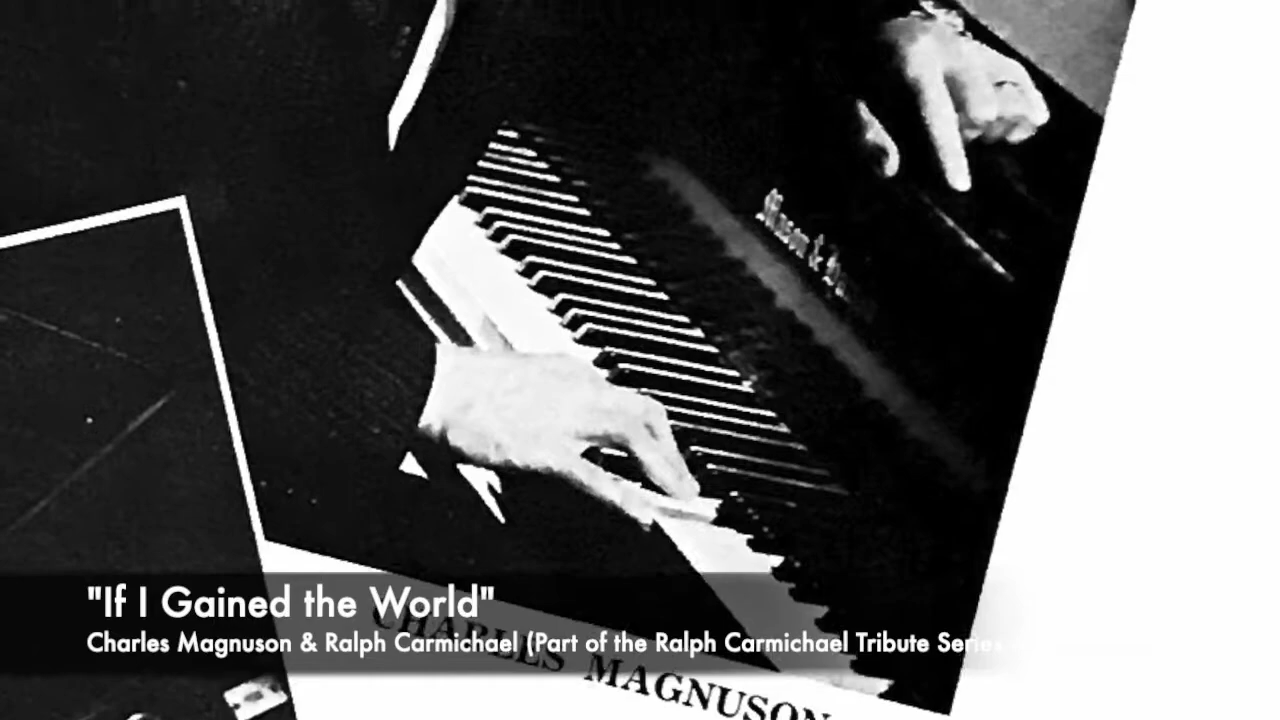 "If I Gained the World"
Charles Magnuson & Ralph Carmichael (Part of the Ralph Carmichael Tribute Series
CHARLES MAGNUSON